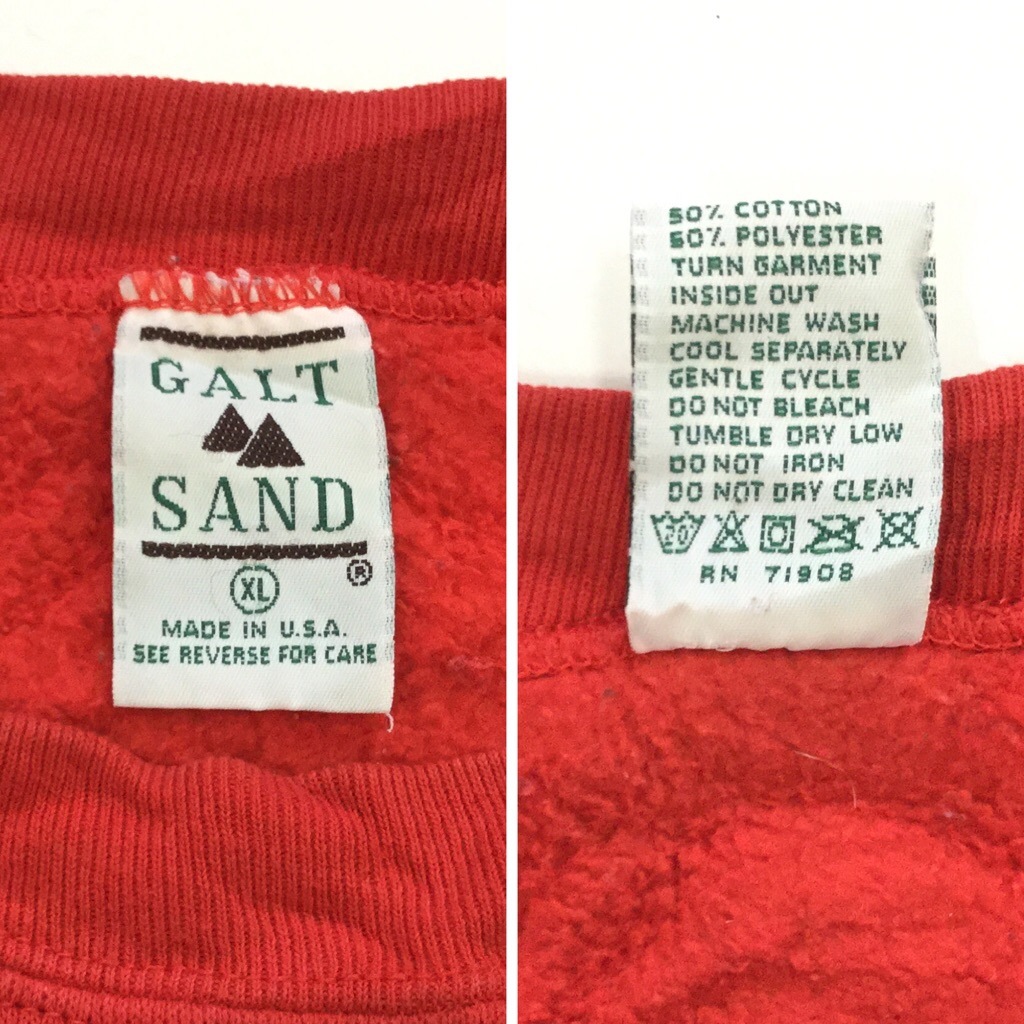 GALT
SAND
®
XL
MADE IN U.S.A.
SEE REVERSE FOR CARE
50% COTTON
50% POLYESTER
TURN GARMENT
INSIDE OUT
MACHINE WASH
COOL SEPARATELY
GENTLE CYCLE
DO NOT BLEACH
TUMBLE DRY LOW
DO NOT IRON
DO NOT DRY CLEAN
RN 71908